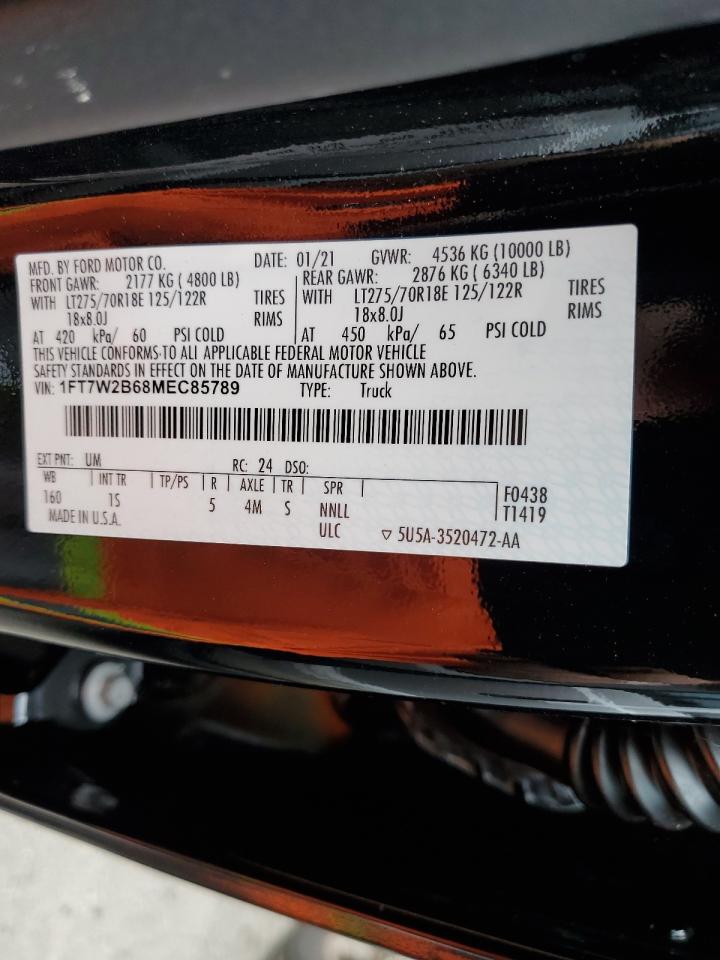 MFD. BY FORD MOTOR CO. DATE: 01/21 GVWR: 4536 KG (10000 LB)
FRONT GAWR: 2177 KG ( 4800 LB) REAR GAWR: 2876 KG ( 6340 LB)
WITH LT275/70R18E 125/122R TIRES WITH LT275/70R18E 125/122R TIRES
18x8.0J RIMS 18x8.0J RIMS
AT 420 kPa/ 60 PSI COLD AT 450 kPa/ 65 PSI COLD
THIS VEHICLE CONFORMS TO ALL APPLICABLE FEDERAL MOTOR VEHICLE
SAFETY STANDARDS IN EFFECT ON THE DATE OF MANUFACTURE SHOWN ABOVE.
VIN: 1FT7W2B68MEC85789 TYPE: Truck
EXT PNT: UM RC: 24 DSO:
WB INT TR TP/PS R AXLE TR SPR
160 1S 5 4M S NNLL F0438
MADE IN U.S.A. ULC T1419
▽ 5U5A-3520472-AA